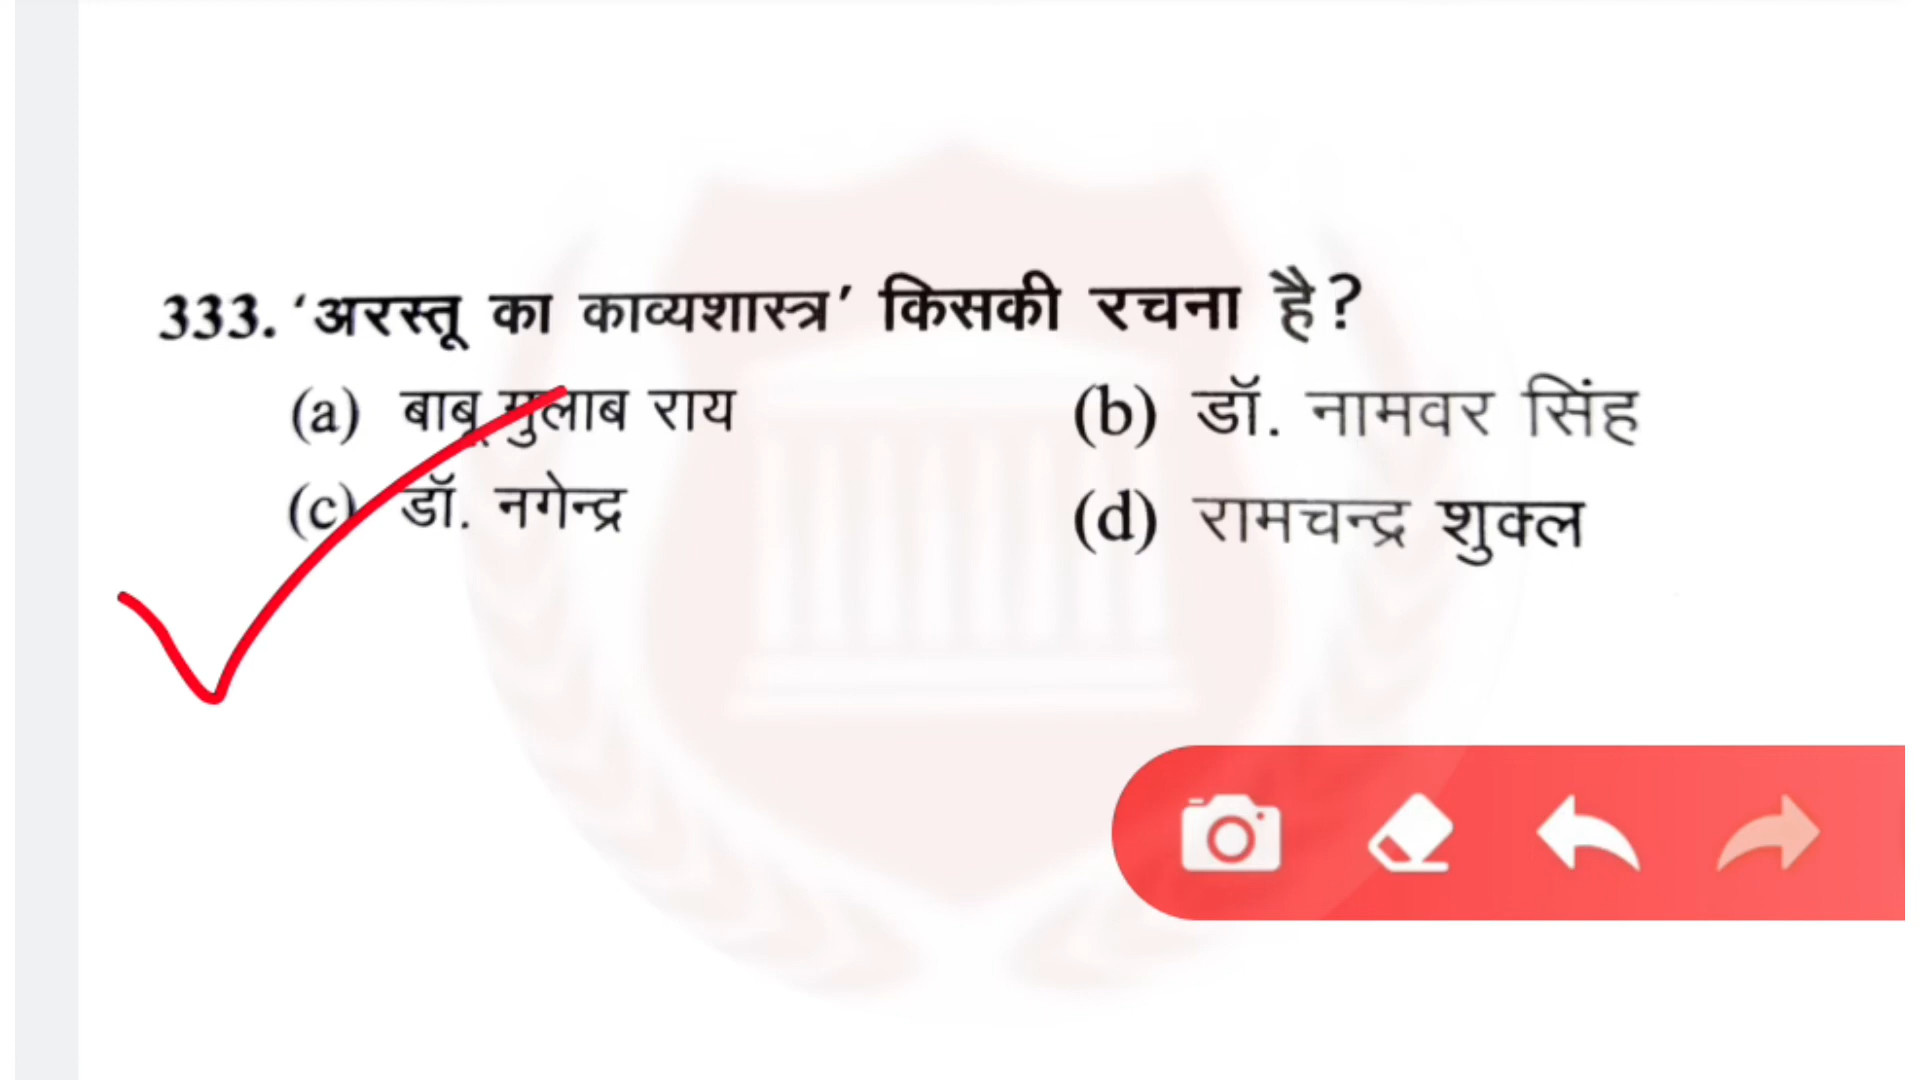 333. 'अरस्तू का काव्यशास्त्र' किसकी रचना है?
(a) बाबू गुलाब राय (b) डॉ. नामवर सिंह
(c) डॉ. नगेन्द्र (d) रामचन्द्र शुक्ल